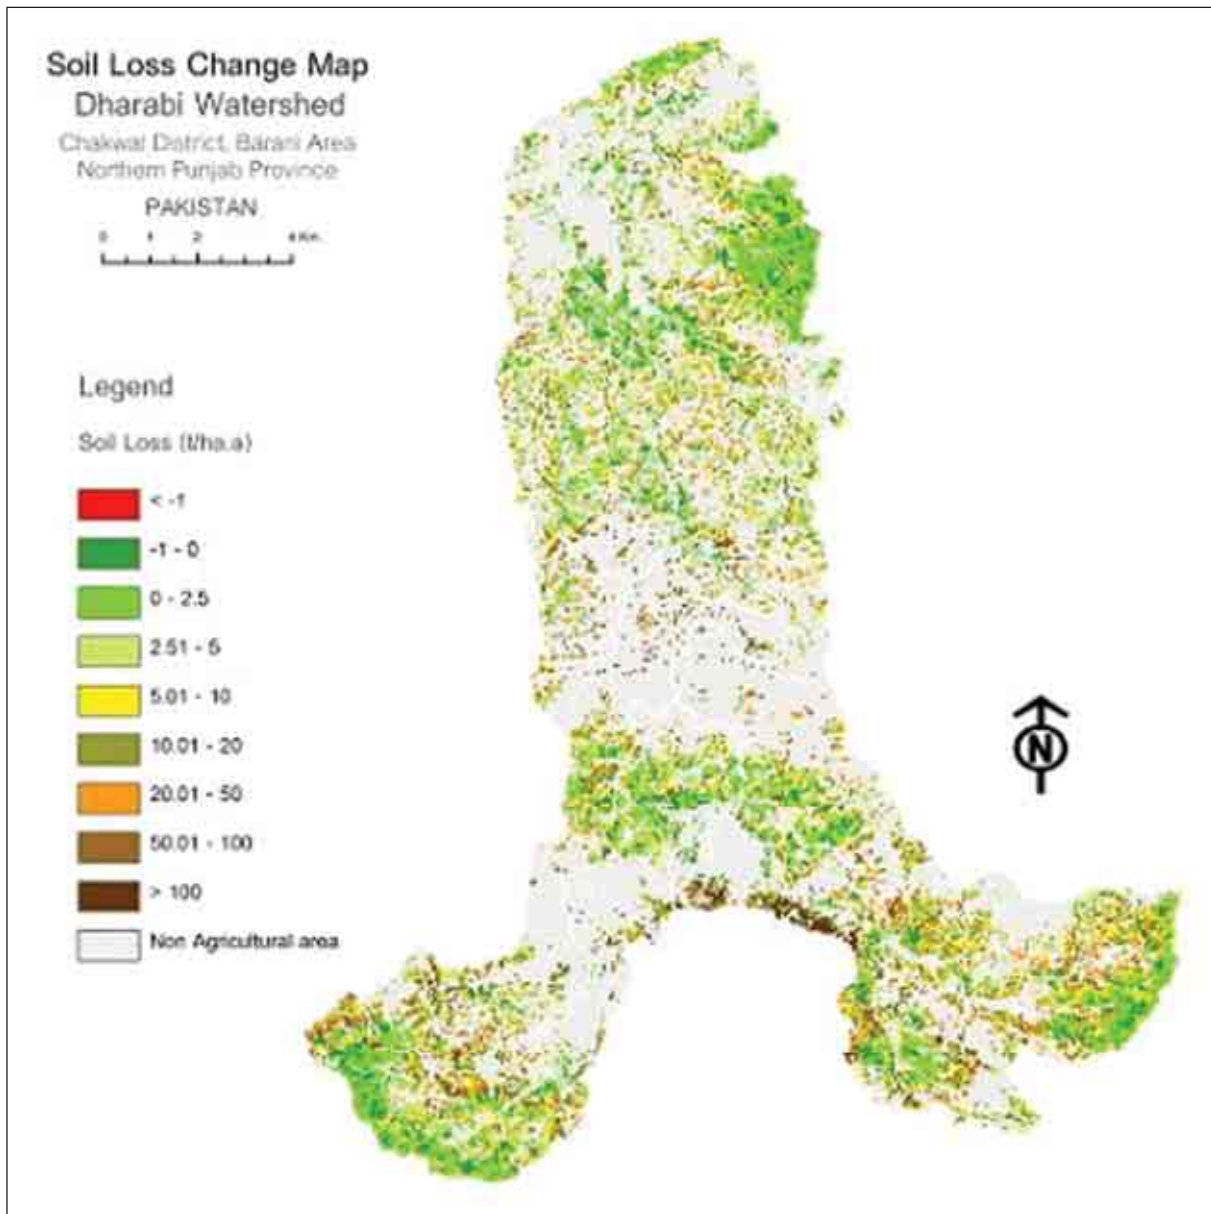 Soil Loss Change Map
Dharabi Watershed
Chakwal District, Barani Area
Northern Punjab Province
PAKISTAN
0 1 2 4 Km.
Legend
Soil Loss (t/ha.a)
< -1
-1 - 0
0 - 2.5
2.51 - 5
5.01 - 10
10.01 - 20
20.01 - 50
50.01 - 100
> 100
Non Agricultural area
N